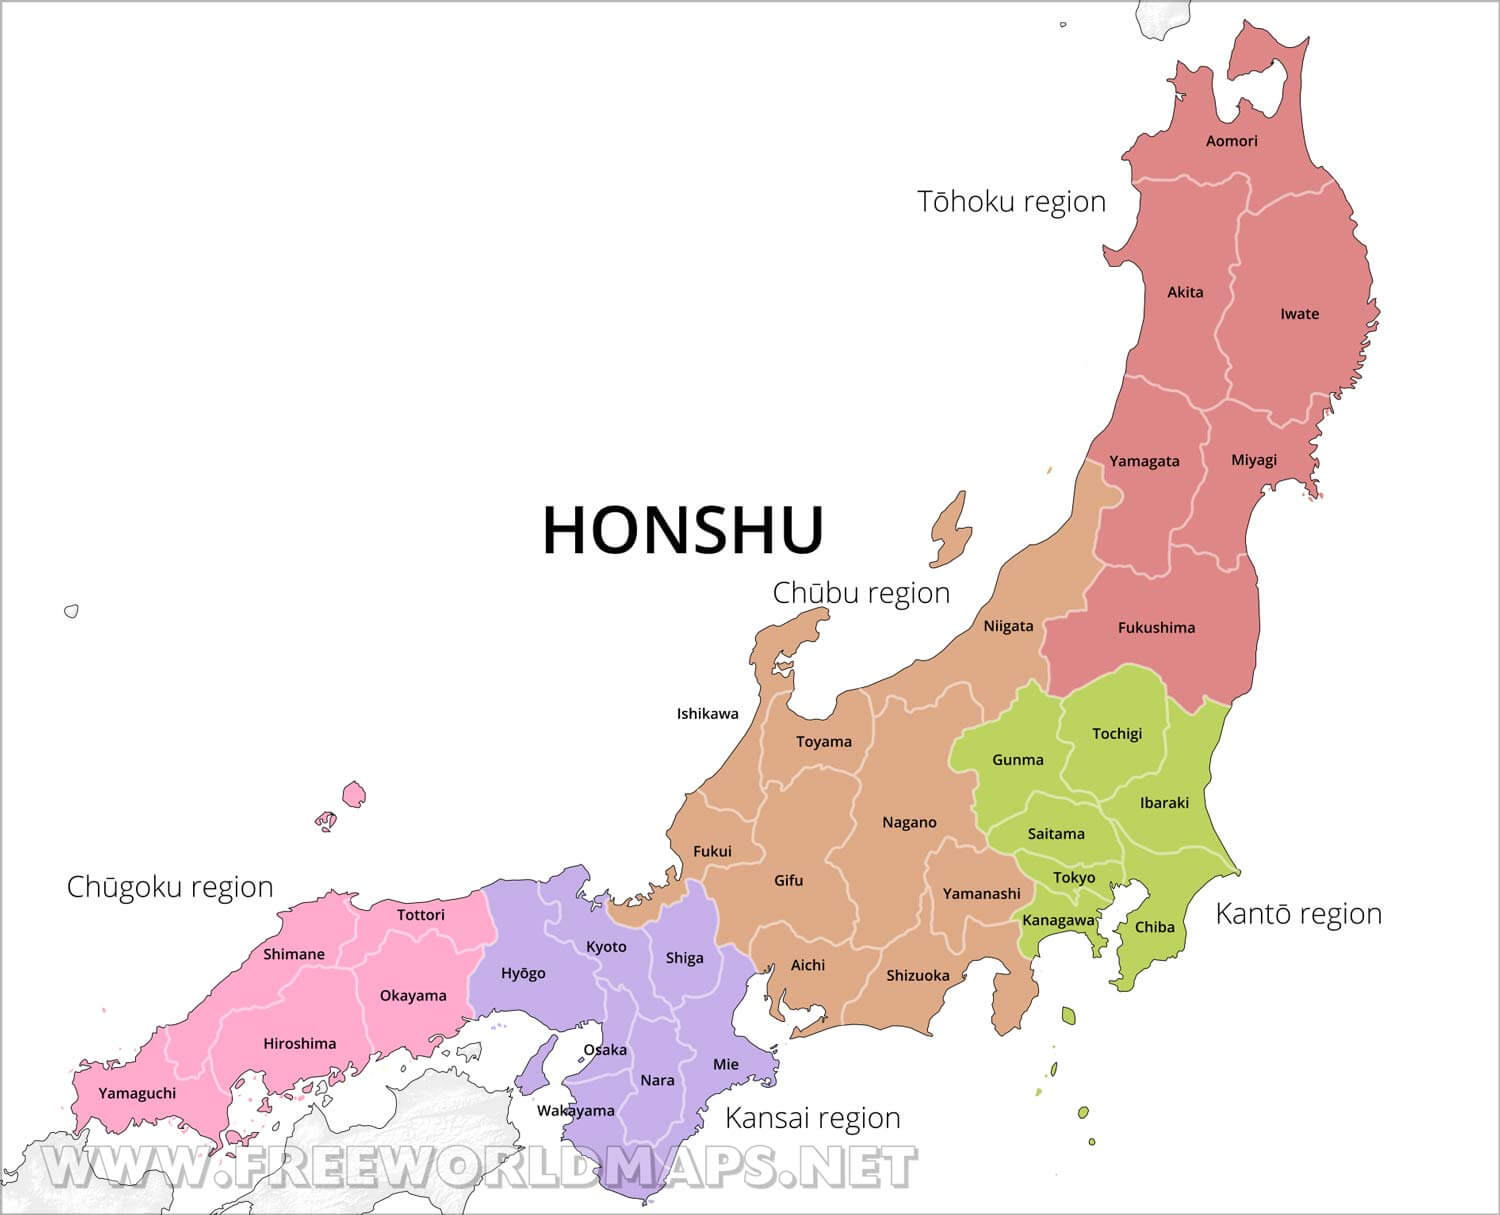 Aomori
Tōhoku region
Akita
Iwate
Yamagata
Miyagi
HONSHU
Chūbu region
Niigata
Fukushima
Ishikawa
Toyama
Tochigi
Gunma
Ibaraki
Nagano
Saitama
Fukui
Gifu
Tokyo
Yamanashi
Chūgoku region
Kanagawa
Chiba
Kantō region
Tottori
Shimane
Kyoto
Shiga
Aichi
Shizuoka
Hyōgo
Okayama
Hiroshima
Osaka
Mie
Nara
Yamaguchi
Wakayama
Kansai region
WWW.FREEWORLDMAPS.NET